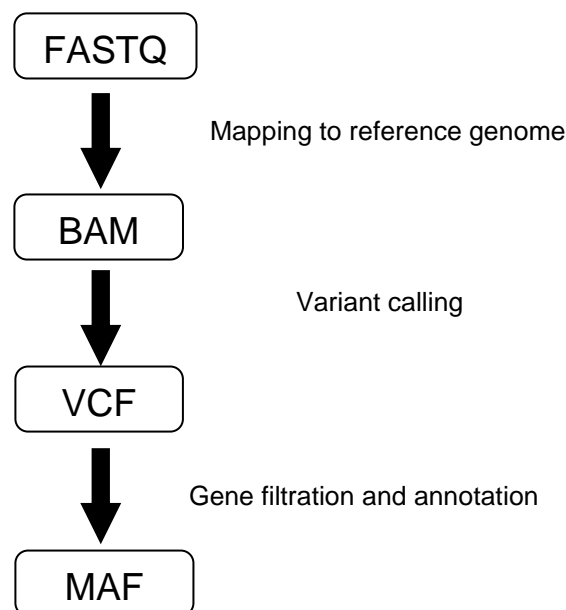 FASTQ
Mapping to reference genome
BAM
Variant calling
VCF
Gene filtration and annotation
MAF